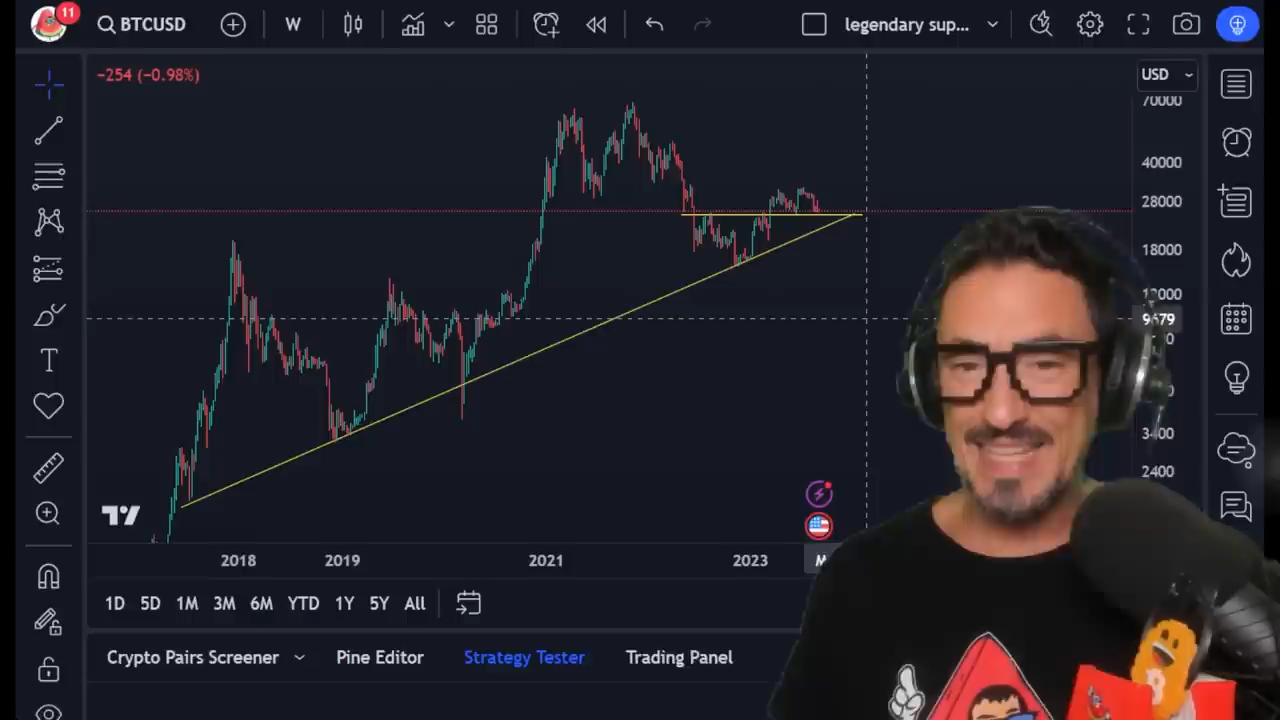 11
BTCUSD
W
legendary sup...
−254 (−0.98%)
USD
70000
40000
28000
18000
9679
3400
2400
2018
2019
2021
2023
1D 5D 1M 3M 6M YTD 1Y 5Y All
Crypto Pairs Screener
Pine Editor
Strategy Tester
Trading Panel